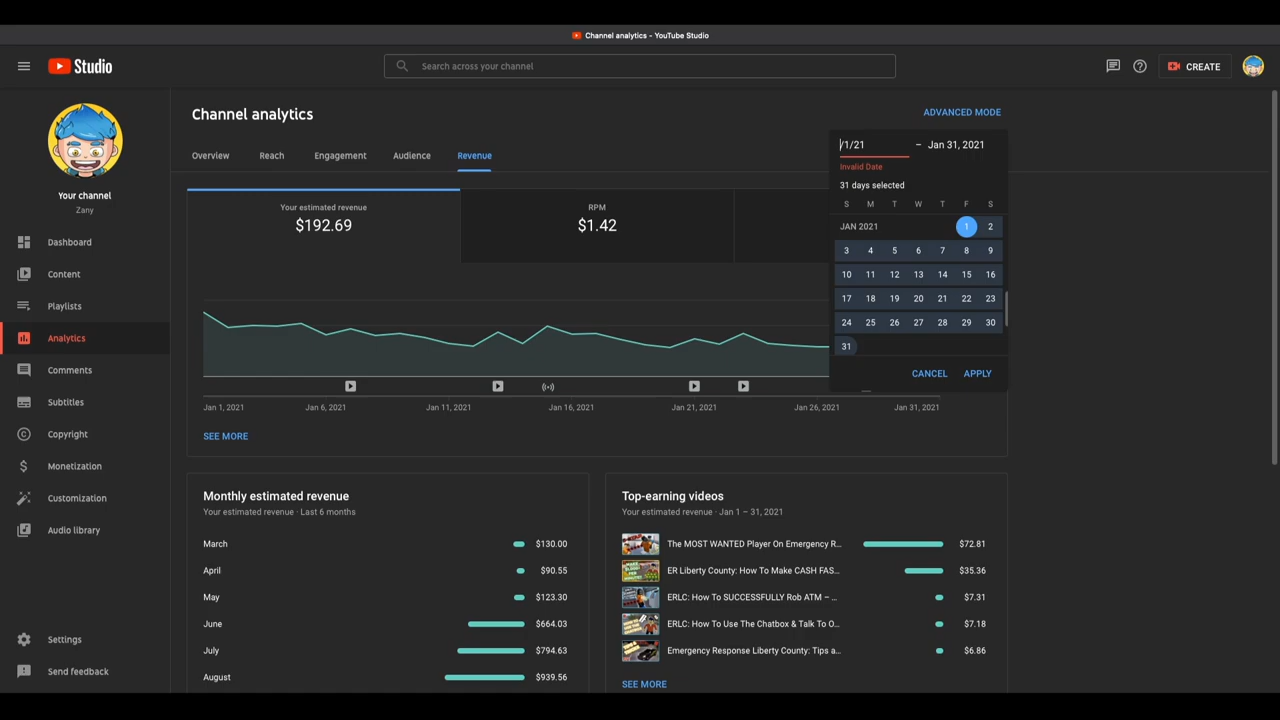 Channel analytics - YouTube Studio
Studio
Search across your channel
CREATE
Your channel
Zany
Dashboard
Content
Playlists
Analytics
Comments
Subtitles
Copyright
Monetization
Customization
Audio library
Settings
Send feedback
Channel analytics
ADVANCED MODE
Overview
Reach
Engagement
Audience
Revenue
Your estimated revenue
$192.69
RPM
$1.42
/1/21 – Jan 31, 2021
Invalid Date
31 days selected
S M T W T F S
JAN 2021 1 2
3 4 5 6 7 8 9
10 11 12 13 14 15 16
17 18 19 20 21 22 23
24 25 26 27 28 29 30
31
CANCEL APPLY
Jan 1, 2021 Jan 6, 2021 Jan 11, 2021 Jan 16, 2021 Jan 21, 2021 Jan 26, 2021 Jan 31, 2021
SEE MORE
Monthly estimated revenue
Your estimated revenue · Last 6 months
March $130.00
April $90.55
May $123.30
June $664.03
July $794.63
August $939.56
Top-earning videos
Your estimated revenue · Jan 1 – 31, 2021
The MOST WANTED Player On Emergency R... $72.81
ER Liberty County: How To Make CASH FAS... $35.36
ERLC: How To SUCCESSFULLY Rob ATM – ... $7.31
ERLC: How To Use The Chatbox & Talk To O... $7.18
Emergency Response Liberty County: Tips a... $6.86
SEE MORE